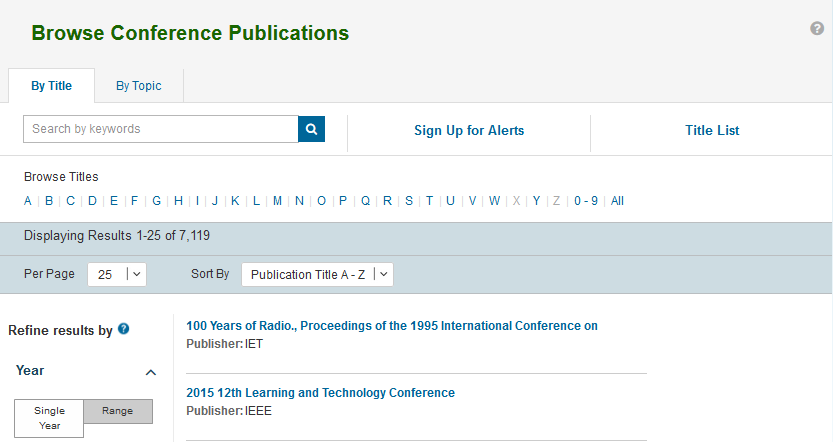 Browse Conference Publications
?
By Title By Topic
Search by keywords
Sign Up for Alerts
Title List
Browse Titles
A | B | C | D | E | F | G | H | I | J | K | L | M | N | O | P | Q | R | S | T | U | V | W | X | Y | Z | 0 - 9 | All
Displaying Results 1-25 of 7,119
Per Page 25 Sort By Publication Title A - Z
Refine results by ?
Year
Single Year
Range
100 Years of Radio., Proceedings of the 1995 International Conference on
Publisher: IET
2015 12th Learning and Technology Conference
Publisher: IEEE